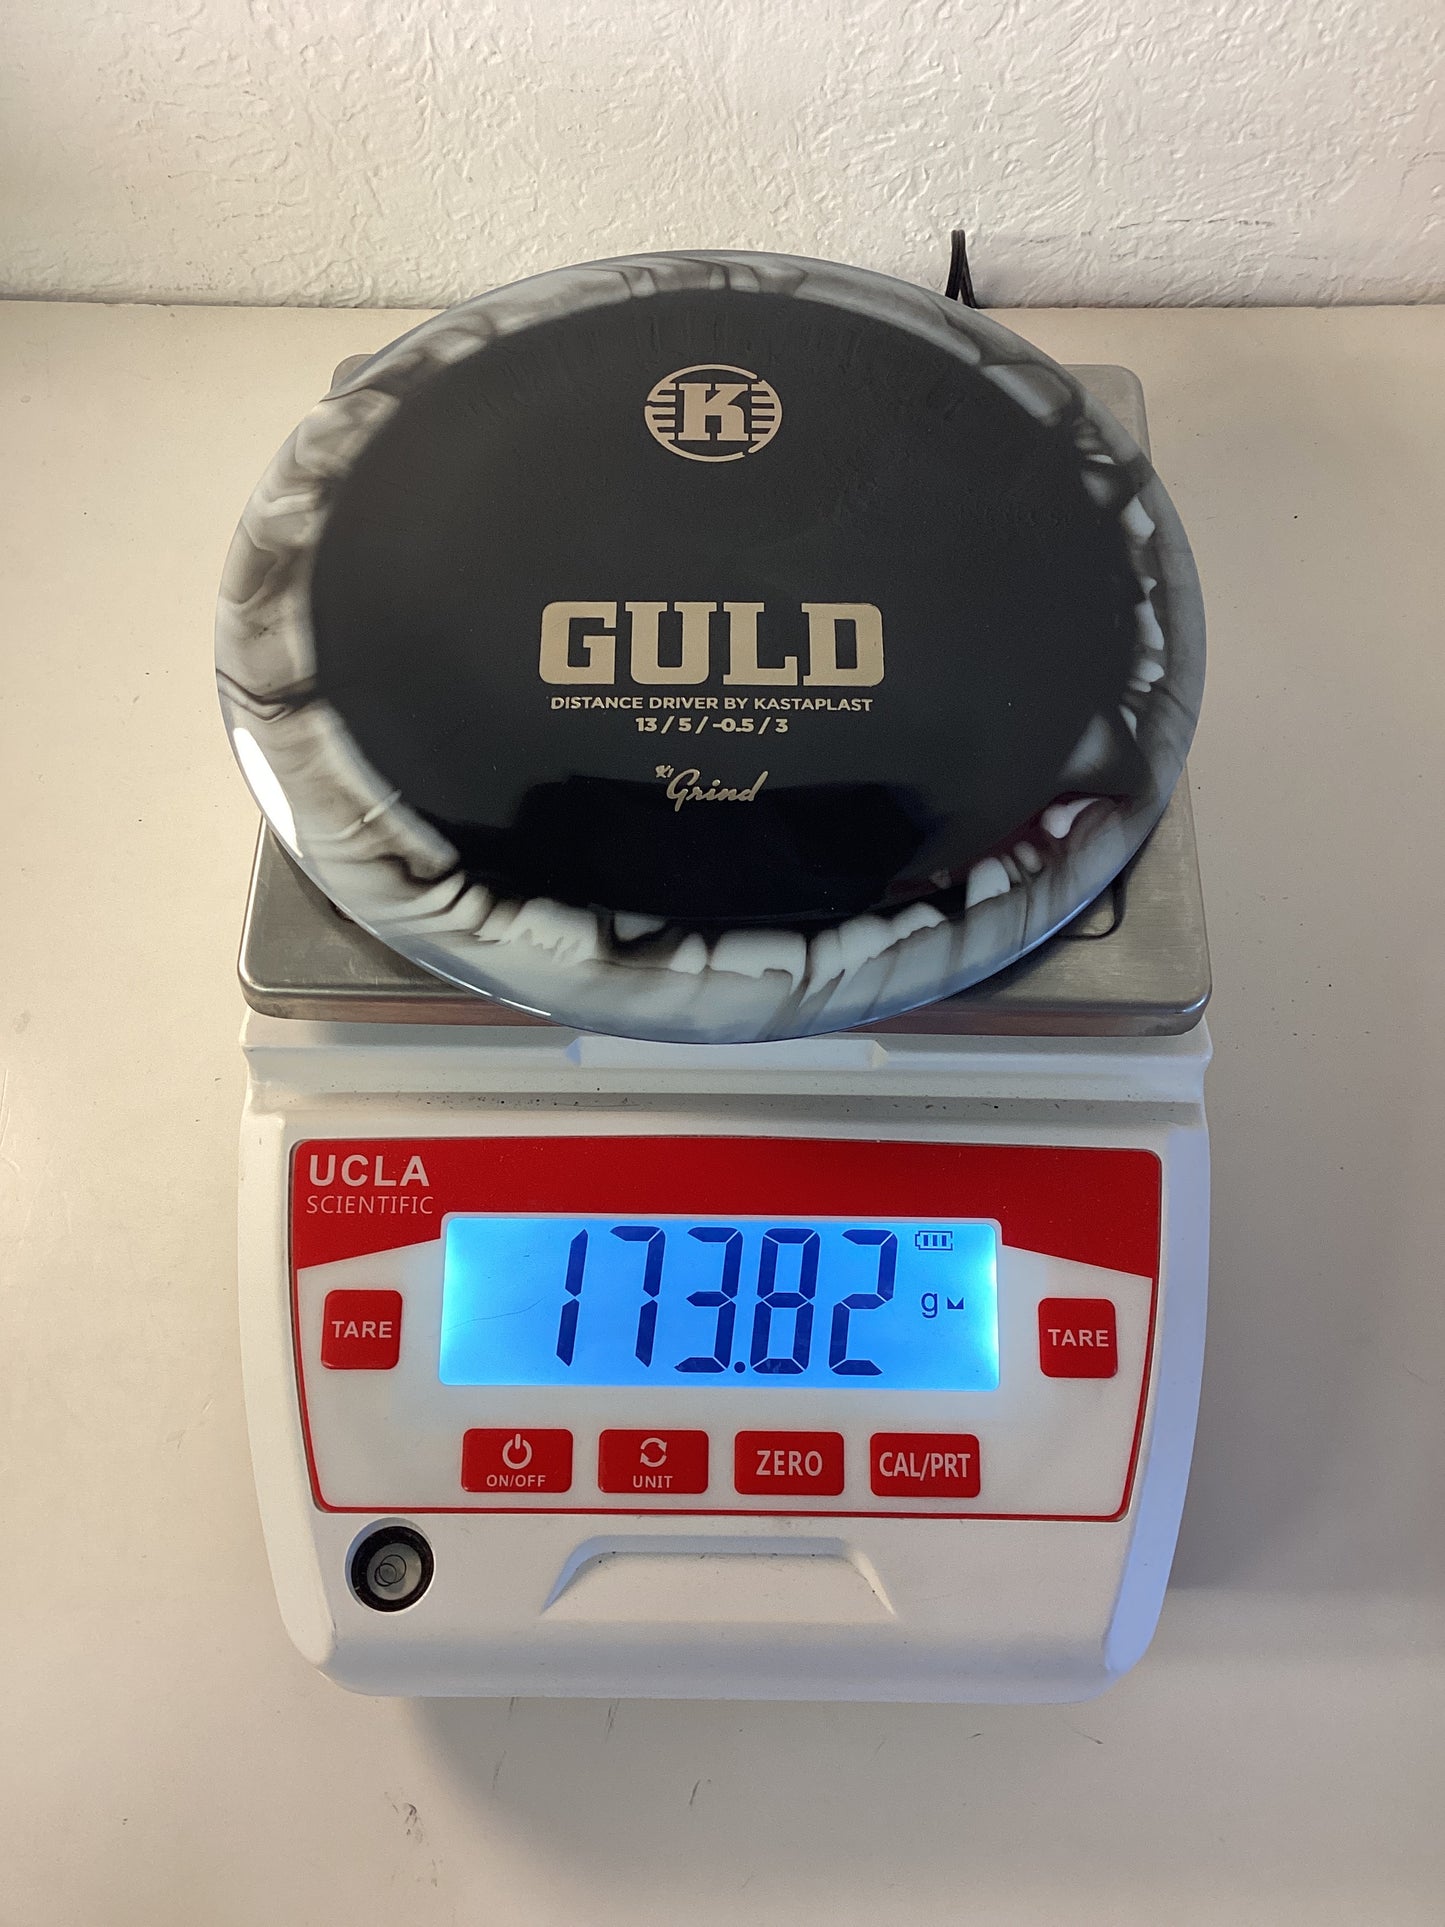 K
GULD
DISTANCE DRIVER BY KASTAPLAST
13 / 5 / -0.5 / 3
K1 Grind
UCLA
SCIENTIFIC
173.82 g
TARE
TARE
ON/OFF
UNIT
ZERO
CAL/PRT